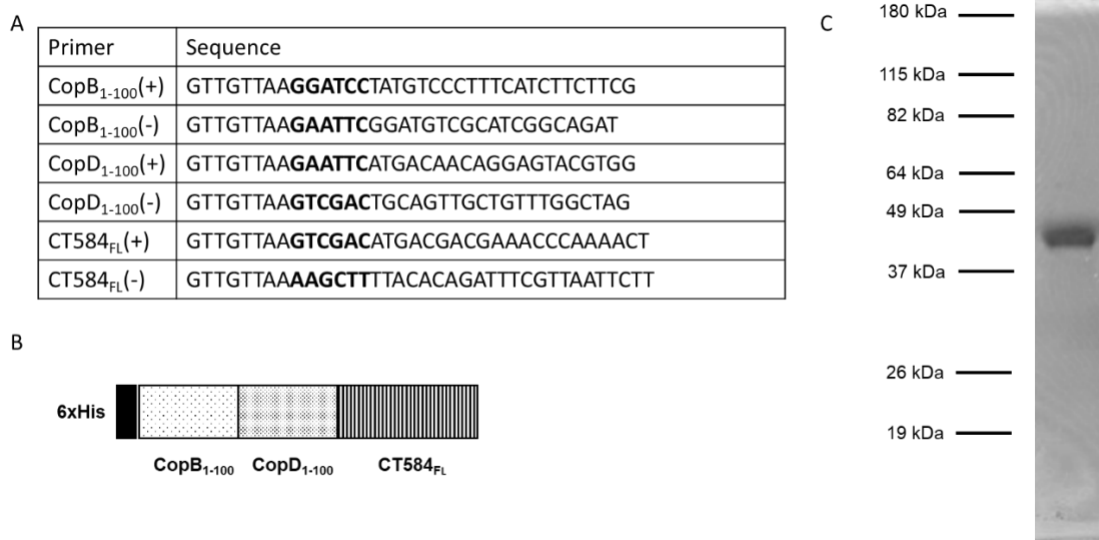 A
Primer Sequence
CopB1-100(+) GTTGTTAAGGATCCTATGTCCCTTTCATCTTCTTCG
CopB1-100(-) GTTGTTAAGAATTCGGATGTCGCATCGGCAGAT
CopD1-100(+) GTTGTTAAGAATTCATGACAACAGGAGTACGTGG
CopD1-100(-) GTTGTTAAGTCGACTGCAGTTGCTGTTTGGCTAG
CT584FL(+) GTTGTTAAGTCGACATGACGACGAAACCCAAAACT
CT584FL(-) GTTGTTAAAAGCTTTTACACAGATTTCGTTAATTCTT
B
6xHis
CopB1-100 CopD1-100 CT584FL
C
180 kDa
115 kDa
82 kDa
64 kDa
49 kDa
37 kDa
26 kDa
19 kDa